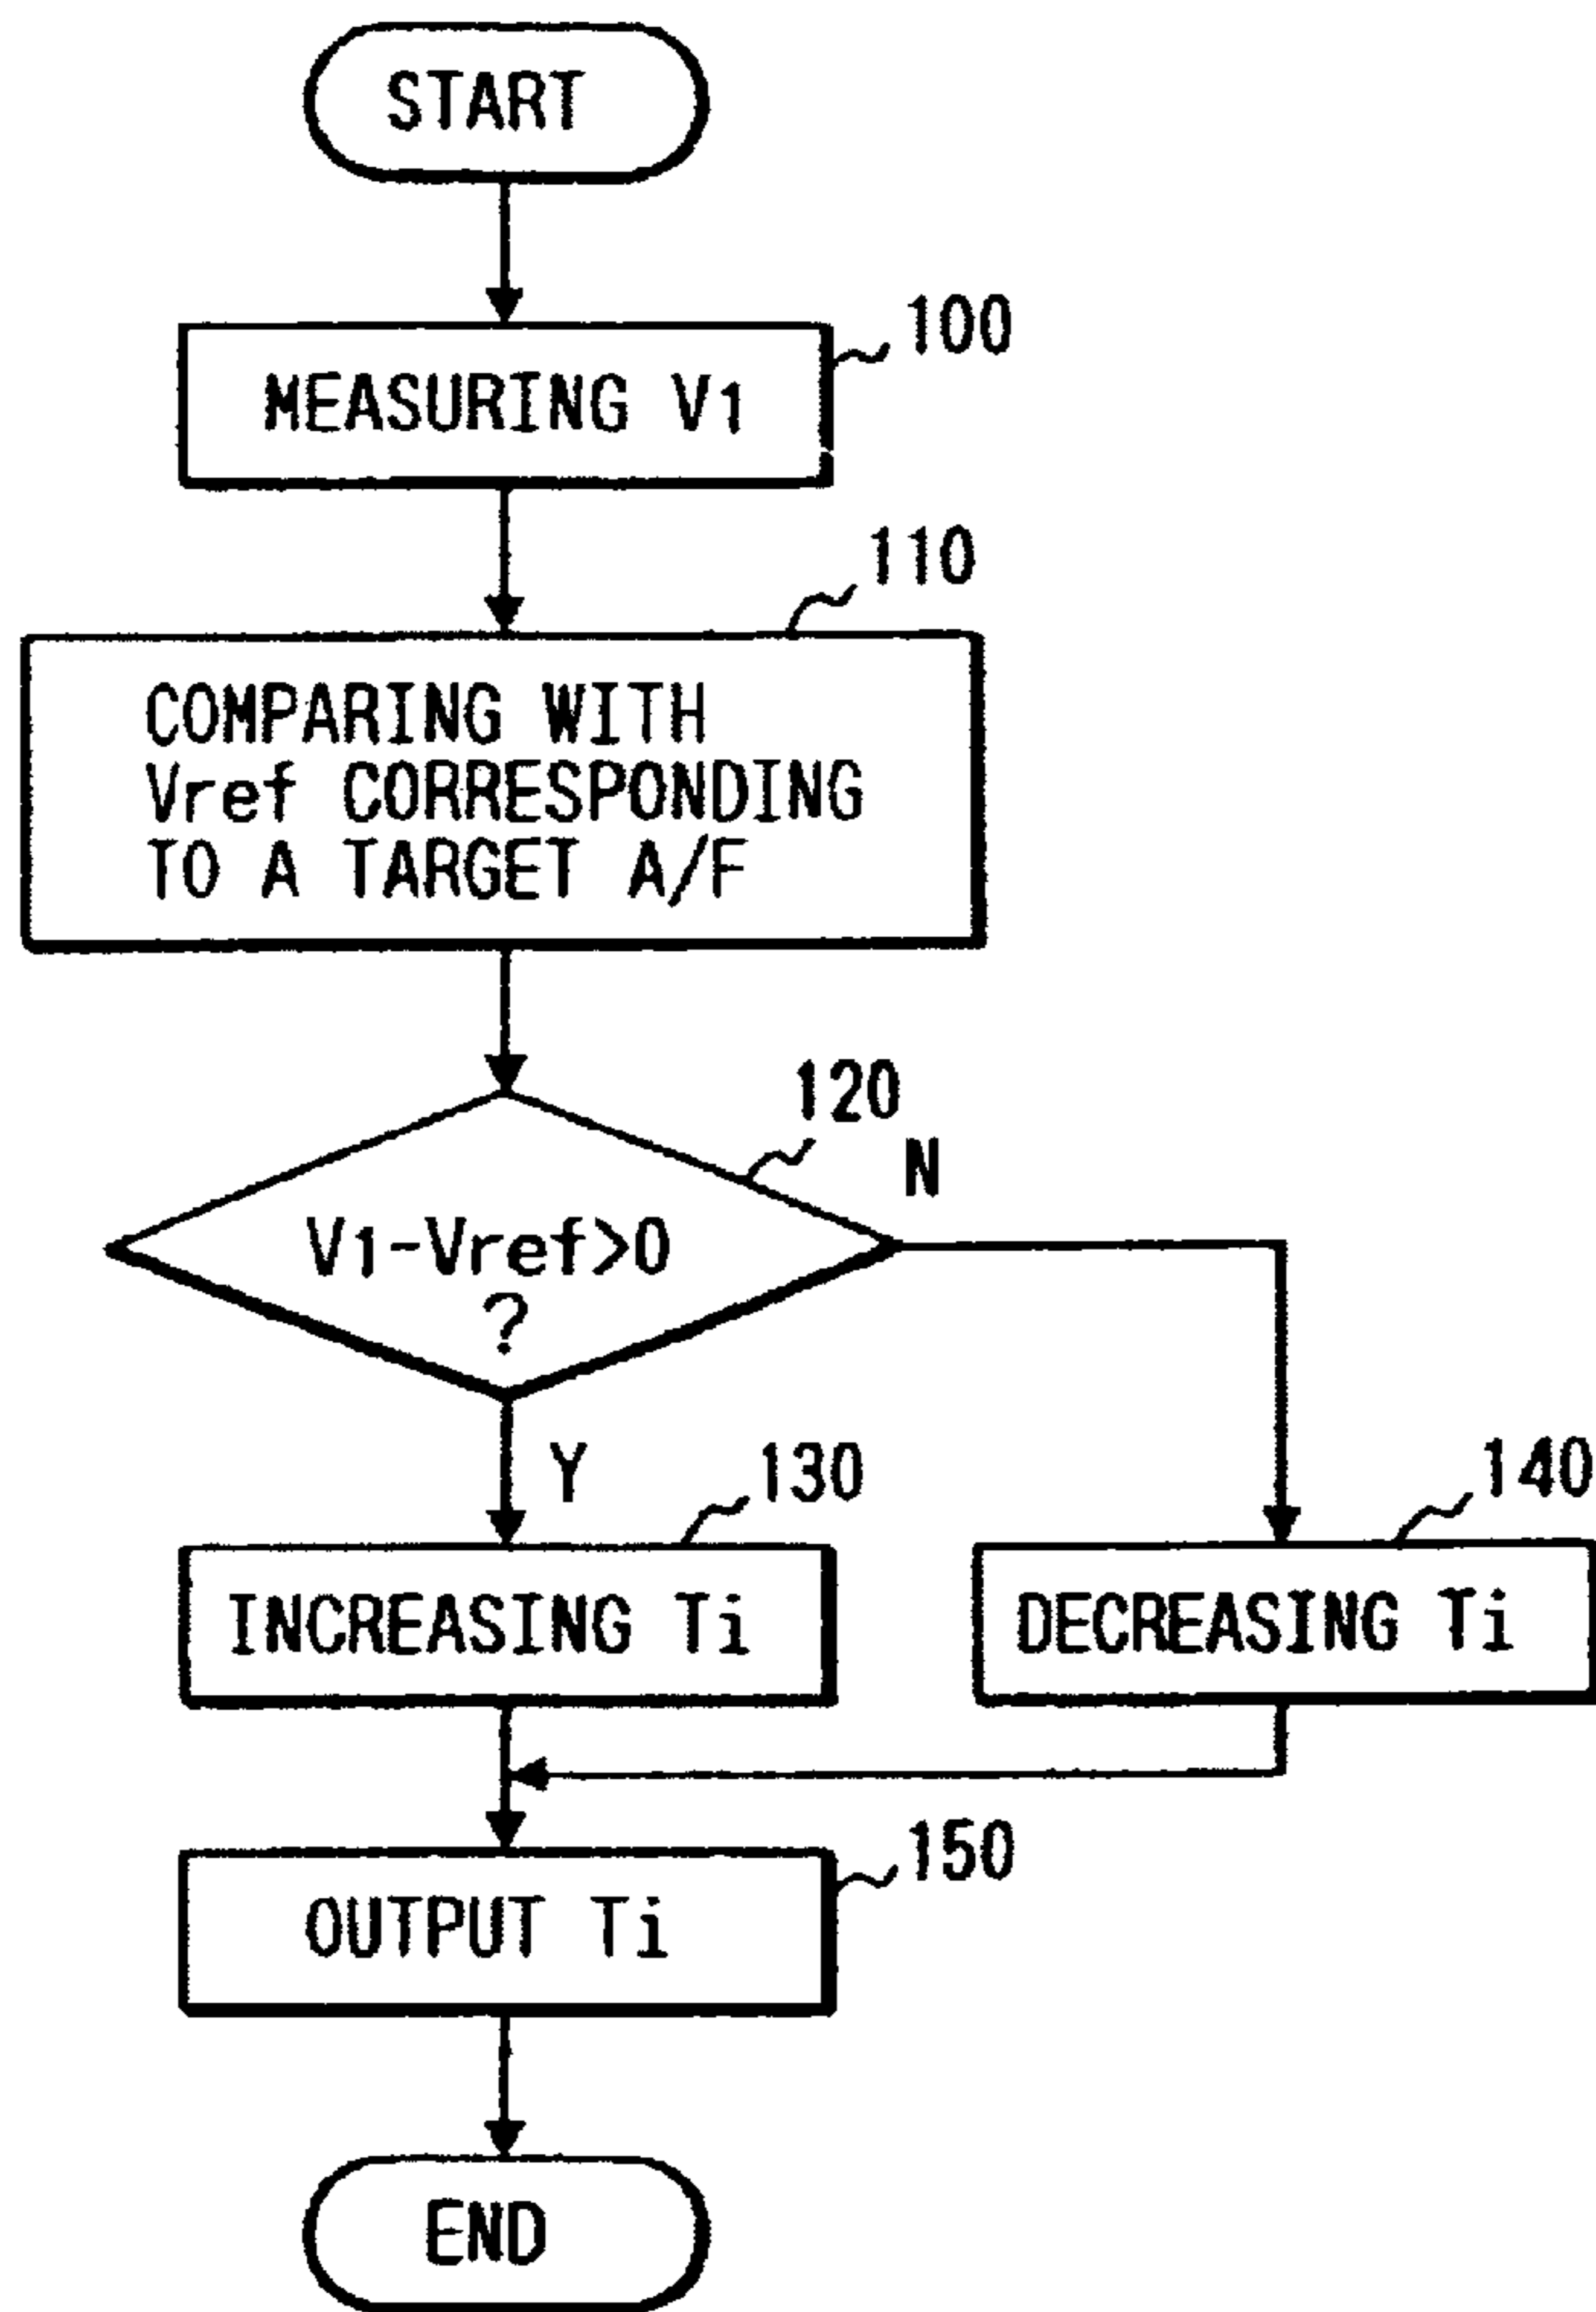 START
100
MEASURING V1
110
COMPARING WITH
Vref CORRESPONDING
TO A TARGET A/F
120
N
V1-Vref>0
?
Y
130
140
INCREASING Ti
DECREASING Ti
150
OUTPUT Ti
END